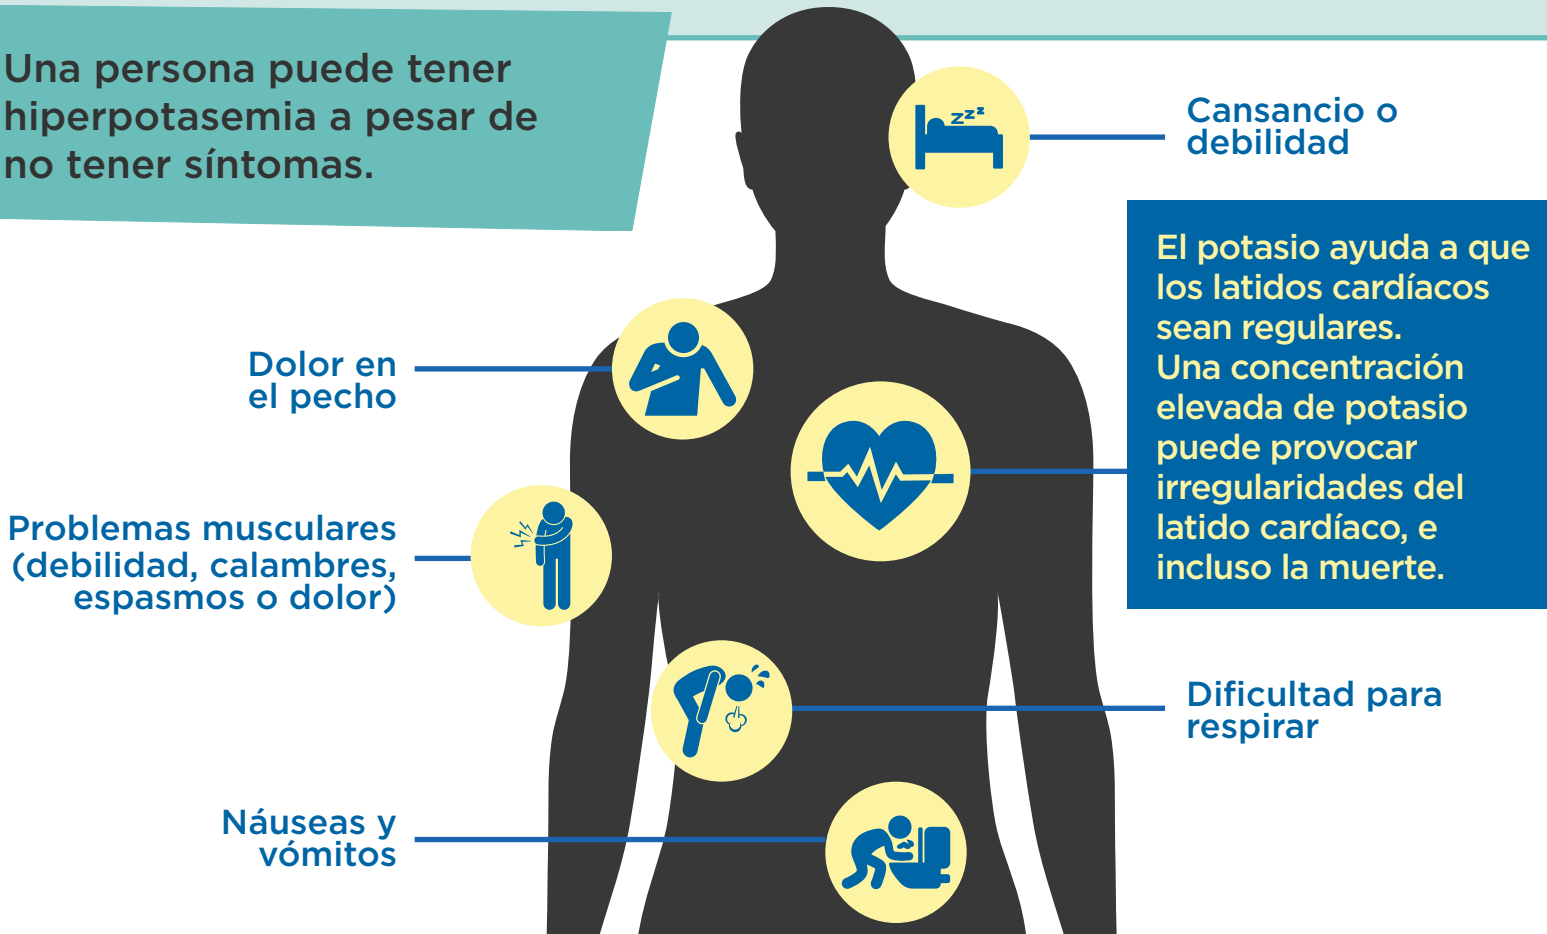 Una persona puede tener
hiperpotasemia a pesar de
no tener síntomas.
Cansancio o
debilidad
zzz
El potasio ayuda a que
los latidos cardíacos
sean regulares.
Una concentración
elevada de potasio
puede provocar
irregularidades del
latido cardíaco, e
incluso la muerte.
Dolor en
el pecho
Problemas musculares
(debilidad, calambres,
espasmos o dolor)
Dificultad para
respirar
Náuseas y
vómitos